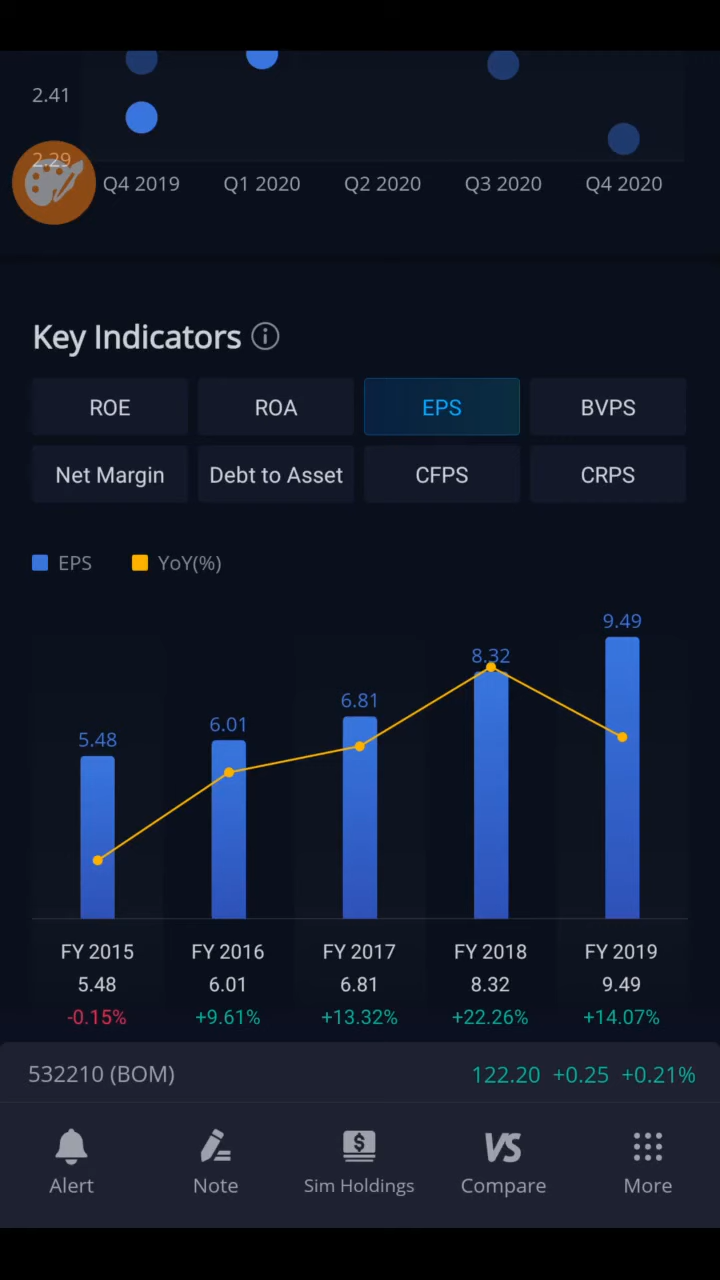 2.41
2.29
Q4 2019 Q1 2020 Q2 2020 Q3 2020 Q4 2020
Key Indicators
ROE ROA EPS BVPS
Net Margin Debt to Asset CFPS CRPS
EPS YoY(%)
9.49
8.32
6.81
6.01
5.48
FY 2015 FY 2016 FY 2017 FY 2018 FY 2019
5.48 6.01 6.81 8.32 9.49
-0.15% +9.61% +13.32% +22.26% +14.07%
532210 (BOM) 122.20 +0.25 +0.21%
VS
Alert Note Sim Holdings Compare More